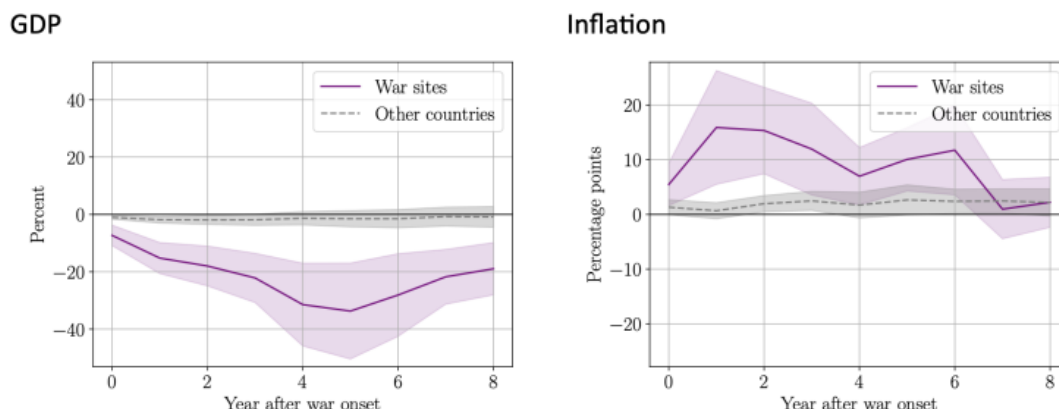 GDP
Inflation
War sites
Other countries
40
20
0
−20
−40
Percent
0 2 4 6 8
Year after war onset
War sites
Other countries
20
10
0
−10
−20
Percentage points
0 2 4 6 8
Year after war onset